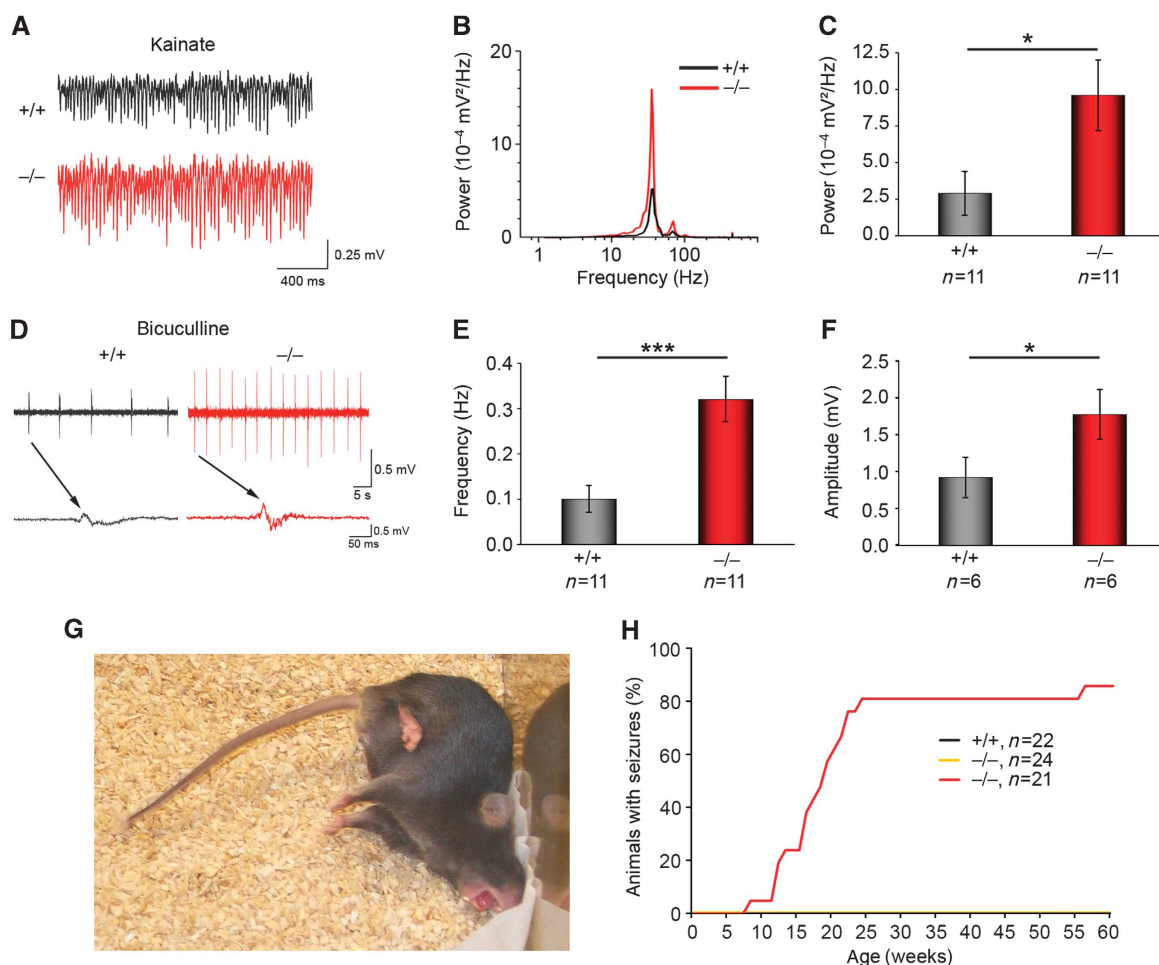 A
Kainate
+/+
–/–
0.25 mV
400 ms
B
20
10
0
Power (10⁻⁴ mV²/Hz)
+/+
–/–
1
10
100
Frequency (Hz)
C
*
12.5
10.0
7.5
5.0
2.5
0.0
Power (10⁻⁴ mV²/Hz)
+/+
–/–
n=11
n=11
D
Bicuculline
+/+
–/–
0.5 mV
5 s
0.5 mV
50 ms
E
***
0.4
0.3
0.2
0.1
0.0
Frequency (Hz)
+/+
–/–
n=11
n=11
F
*
2.5
2.0
1.5
1.0
0.5
0.0
Amplitude (mV)
+/+
–/–
n=6
n=6
G
H
100
80
60
40
20
0
Animals with seizures (%)
+/+, n=22
–/–, n=24
–/–, n=21
0 5 10 15 20 25 30 35 40 45 50 55 60
Age (weeks)